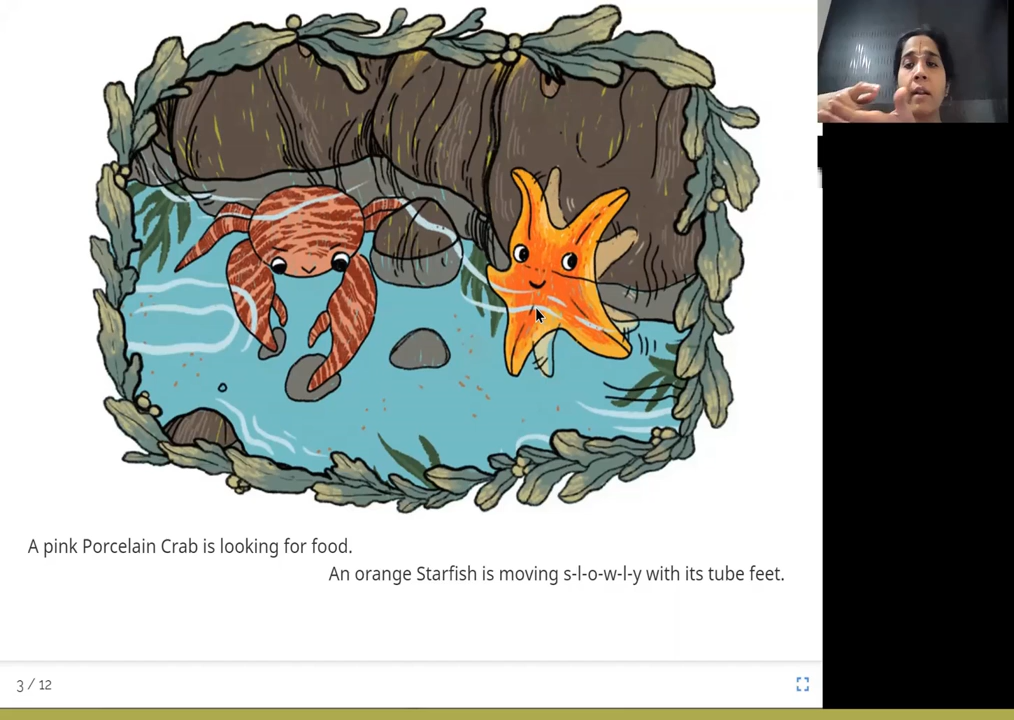 A pink Porcelain Crab is looking for food.
An orange Starfish is moving s-l-o-w-l-y with its tube feet.
3 / 12